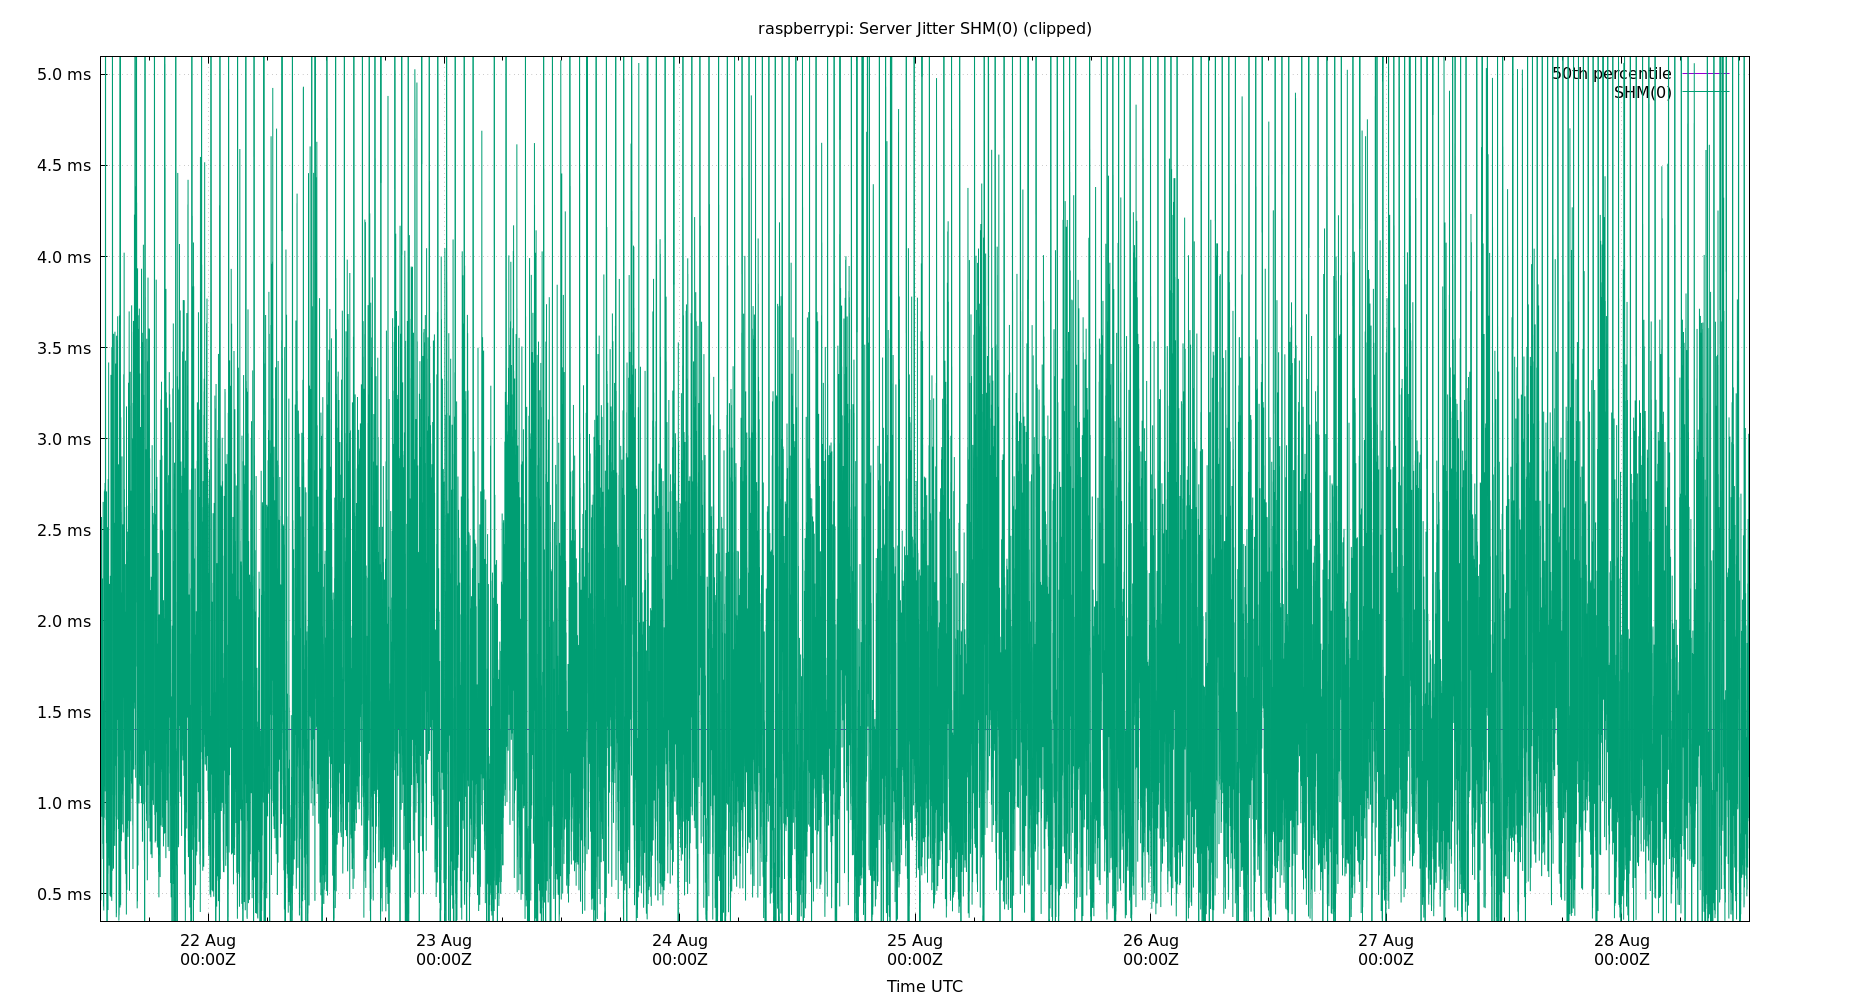 raspberrypi: Server Jitter SHM(0) (clipped)
50th percentile
SHM(0)
5.0 ms
4.5 ms
4.0 ms
3.5 ms
3.0 ms
2.5 ms
2.0 ms
1.5 ms
1.0 ms
0.5 ms
22 Aug 23 Aug 24 Aug 25 Aug 26 Aug 27 Aug 28 Aug
00:00Z 00:00Z 00:00Z 00:00Z 00:00Z 00:00Z 00:00Z
Time UTC